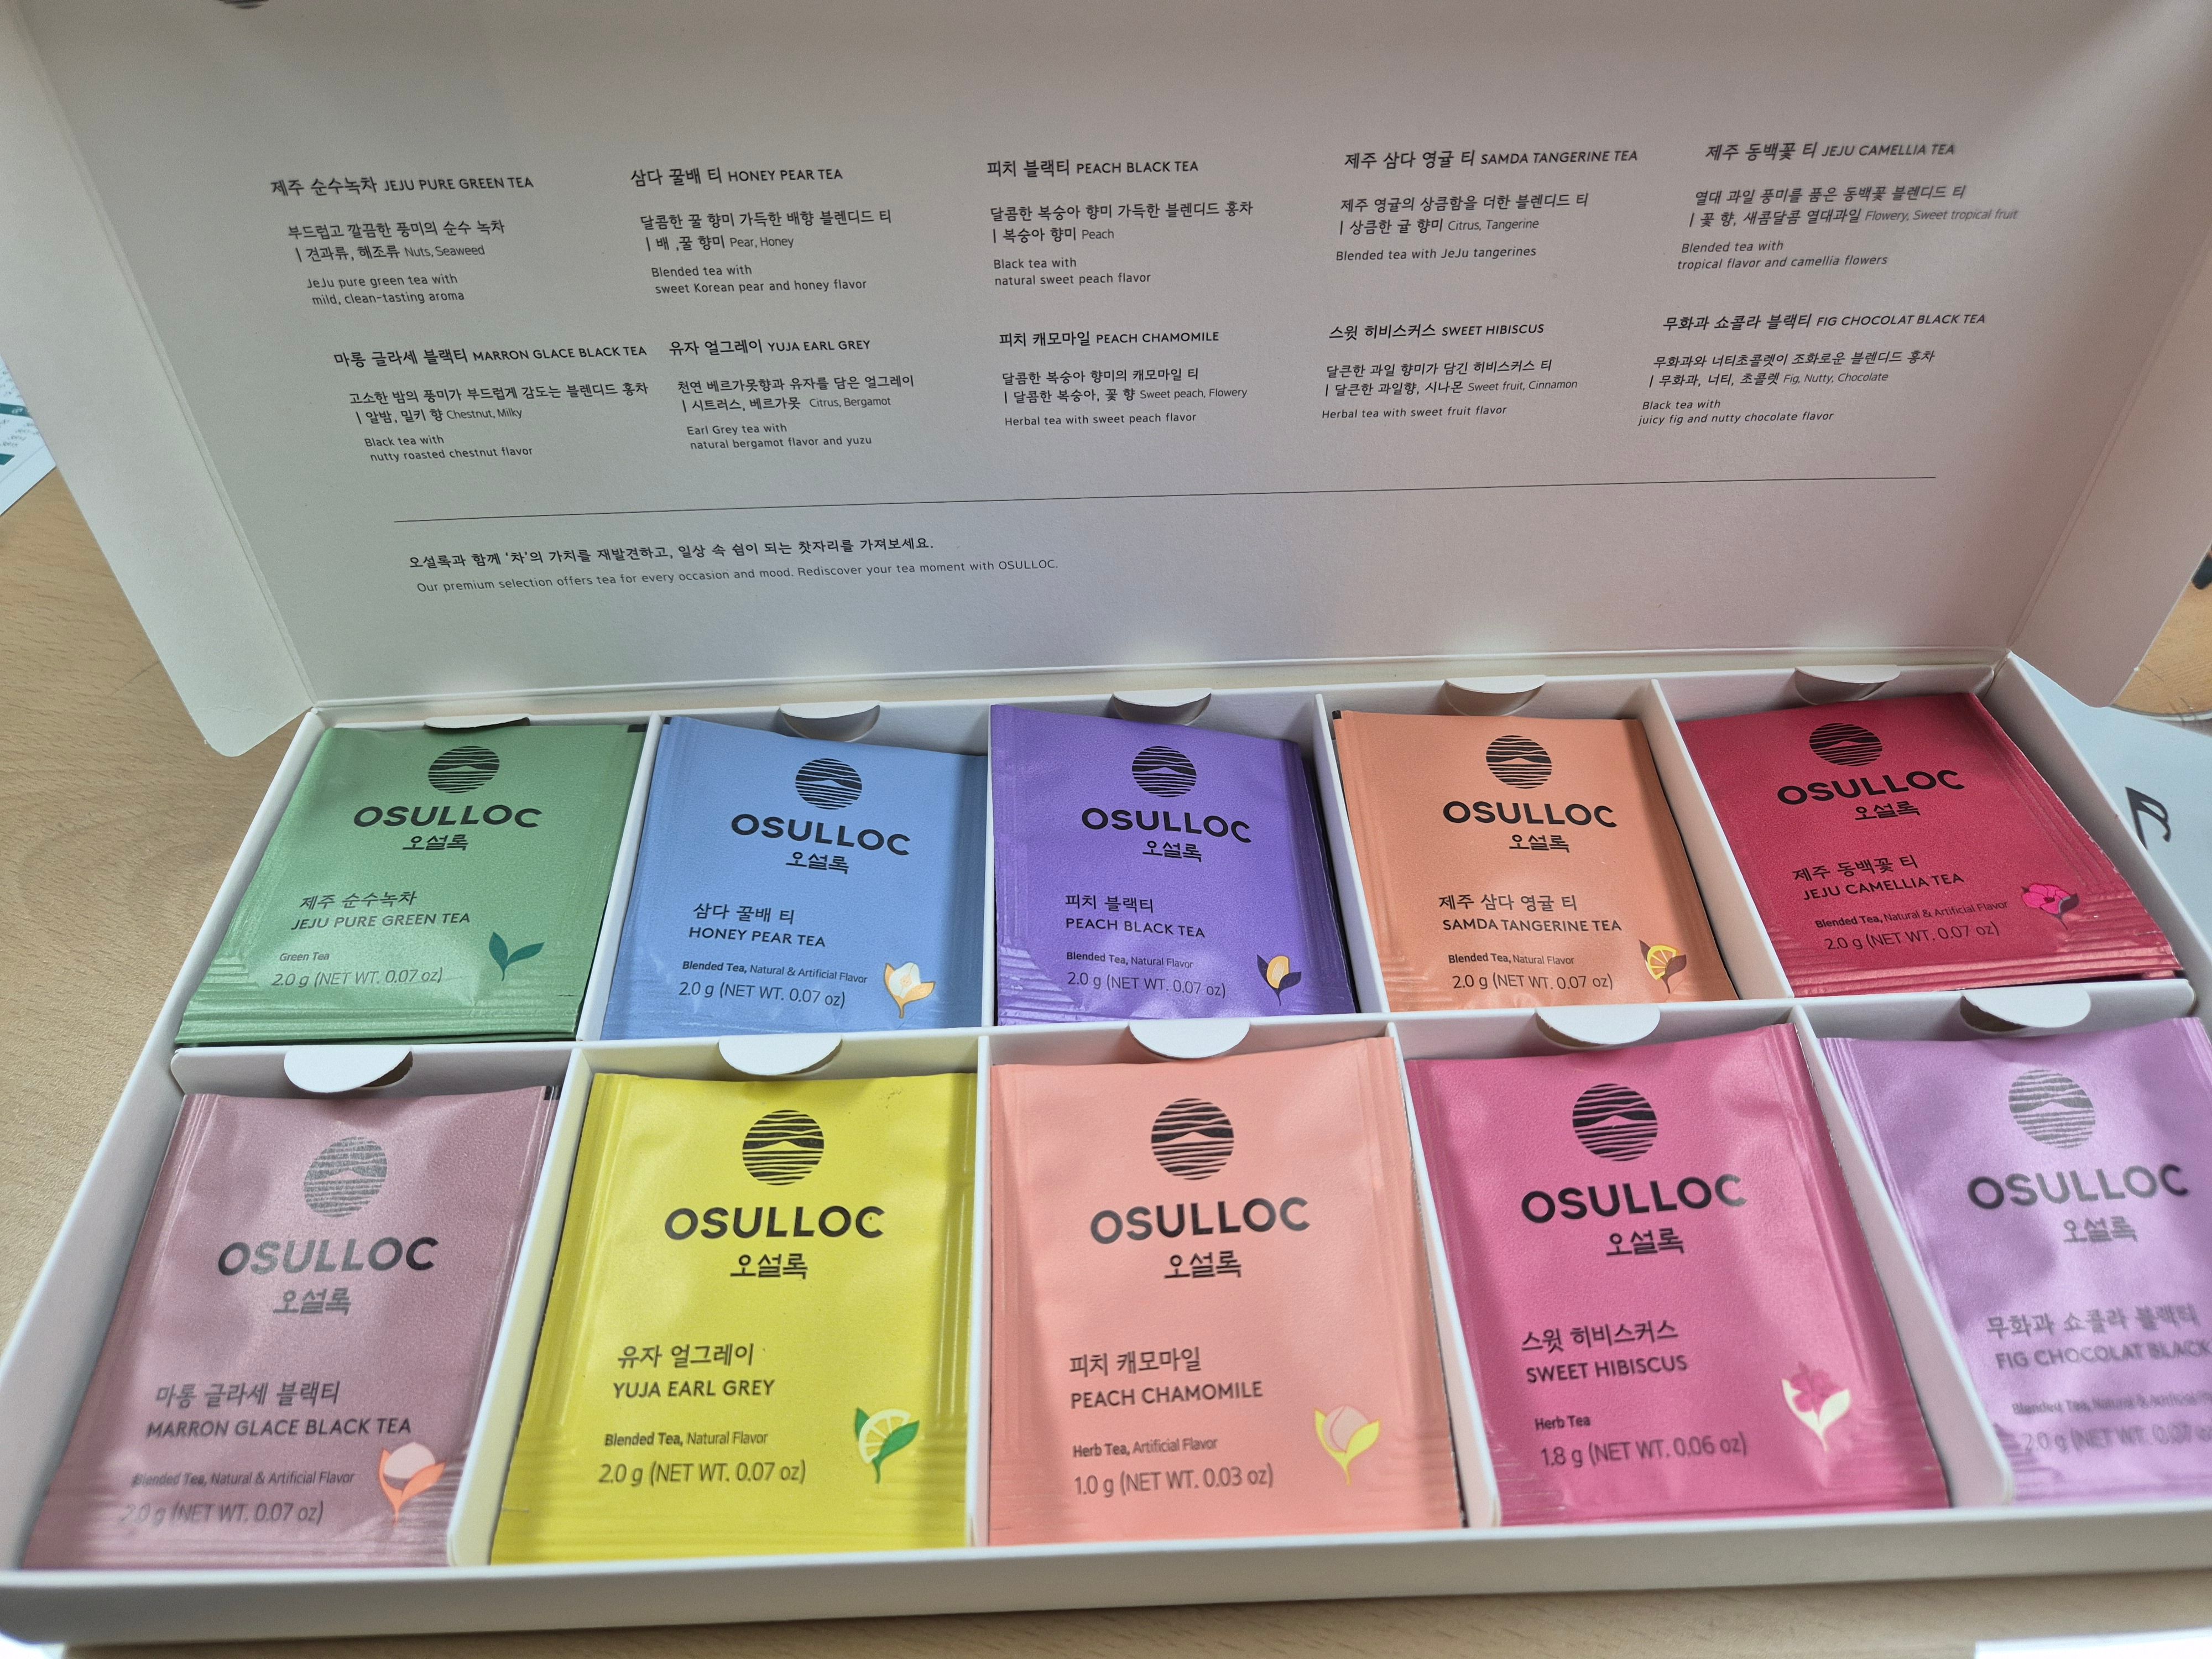 제주 순수녹차 JEJU PURE GREEN TEA
부드럽고 깔끔한 풍미의 순수 녹차
| 견과류, 해조류 Nuts, Seaweed
JeJu pure green tea with
mild, clean-tasting aroma
삼다 꿀배 티 HONEY PEAR TEA
달콤한 꿀 향미 가득한 배향 블렌디드 티
| 배 ,꿀 향미 Pear, Honey
Blended tea with
sweet Korean pear and honey flavor
피치 블랙티 PEACH BLACK TEA
달콤한 복숭아 향미 가득한 블렌디드 홍차
| 복숭아 향미 Peach
Black tea with
natural sweet peach flavor
제주 삼다 영귤 티 SAMDA TANGERINE TEA
제주 영귤의 상큼함을 더한 블렌디드 티
| 상큼한 귤 향미 Citrus, Tangerine
Blended tea with JeJu tangerines
제주 동백꽃 티 JEJU CAMELLIA TEA
열대 과일 풍미를 품은 동백꽃 블렌디드 티
| 꽃 향, 새콤달콤 열대과일 Flowery, Sweet tropical fruit
Blended tea with
tropical flavor and camellia flowers
마롱 글라세 블랙티 MARRON GLACE BLACK TEA
고소한 밤의 풍미가 부드럽게 감도는 블렌디드 홍차
| 알밤, 밀키 향 Chestnut, Milky
Black tea with
nutty roasted chestnut flavor
유자 얼그레이 YUJA EARL GREY
천연 베르가못향과 유자를 담은 얼그레이
| 시트러스, 베르가못 Citrus, Bergamot
Earl Grey tea with
natural bergamot flavor and yuzu
피치 캐모마일 PEACH CHAMOMILE
달콤한 복숭아 향미의 캐모마일 티
| 달콤한 복숭아, 꽃 향 Sweet peach, Flowery
Herbal tea with sweet peach flavor
스윗 히비스커스 SWEET HIBISCUS
달큰한 과일 향미가 담긴 히비스커스 티
| 달큰한 과일향, 시나몬 Sweet fruit, Cinnamon
Herbal tea with sweet fruit flavor
무화과 쇼콜라 블랙티 FIG CHOCOLAT BLACK TEA
무화과와 너티초콜렛이 조화로운 블렌디드 홍차
| 무화과, 너티, 초콜렛 Fig, Nutty, Chocolate
Black tea with
juicy fig and nutty chocolate flavor
오설록과 함께 '차'의 가치를 재발견하고, 일상 속 쉼이 되는 찻자리를 가져보세요.
Our premium selection offers tea for every occasion and mood. Rediscover your tea moment with OSULLOC.
OSULLOC
오설록
제주 순수녹차
JEJU PURE GREEN TEA
Green Tea
2.0 g (NET WT. 0.07 oz)
OSULLOC
오설록
삼다 꿀배 티
HONEY PEAR TEA
Blended Tea, Natural & Artificial Flavor
2.0 g (NET WT. 0.07 oz)
OSULLOC
오설록
피치 블랙티
PEACH BLACK TEA
Blended Tea, Natural Flavor
2.0 g (NET WT. 0.07 oz)
OSULLOC
오설록
제주 삼다 영귤 티
SAMDA TANGERINE TEA
Blended Tea, Natural Flavor
2.0 g (NET WT. 0.07 oz)
OSULLOC
오설록
제주 동백꽃 티
JEJU CAMELLIA TEA
Blended Tea, Natural & Artificial Flavor
2.0 g (NET WT. 0.07 oz)
OSULLOC
오설록
마롱 글라세 블랙티
MARRON GLACE BLACK TEA
Blended Tea, Natural & Artificial Flavor
2.0 g (NET WT. 0.07 oz)
OSULLOC
오설록
유자 얼그레이
YUJA EARL GREY
Blended Tea, Natural Flavor
2.0 g (NET WT. 0.07 oz)
OSULLOC
오설록
피치 캐모마일
PEACH CHAMOMILE
Herb Tea, Artificial Flavor
1.0 g (NET WT. 0.03 oz)
OSULLOC
오설록
스윗 히비스커스
SWEET HIBISCUS
Herb Tea
1.8 g (NET WT. 0.06 oz)
OSULLOC
오설록
무화과 쇼콜라 블랙티
FIG CHOCOLAT BLACK
Blended Tea, Natural & Artificial
2.0 g (NET WT. 0.07